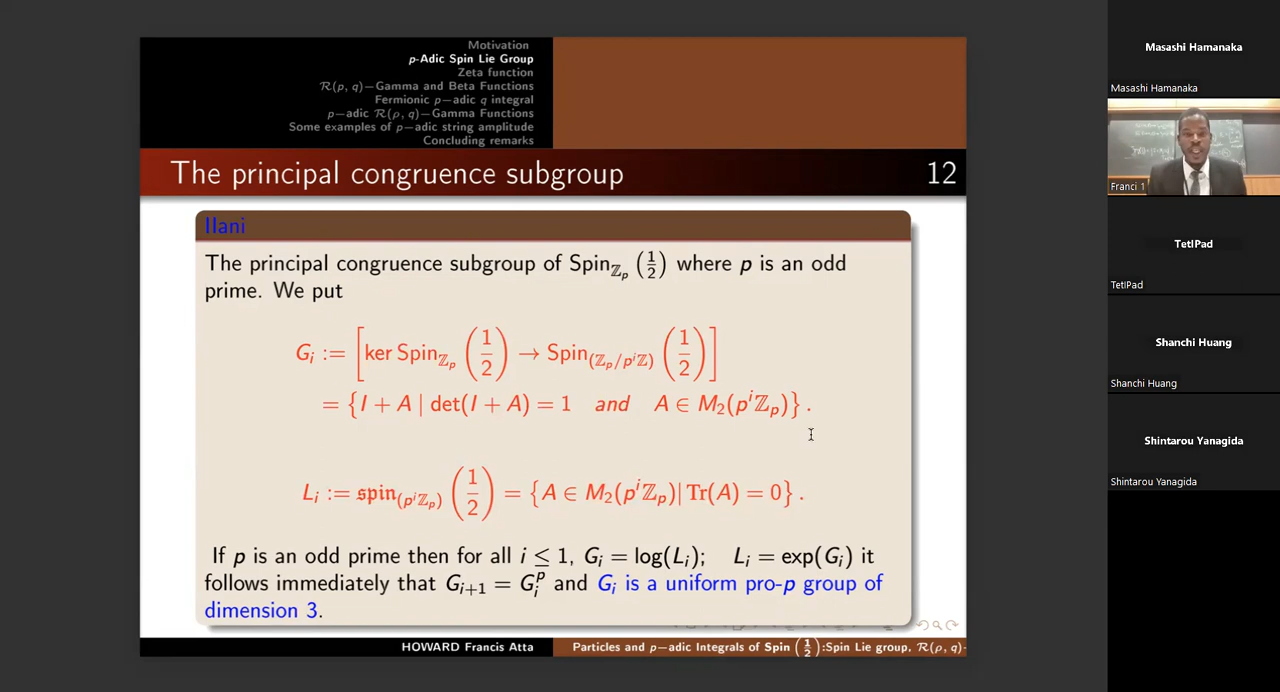 Motivation
p-Adic Spin Lie Group
Zeta function
ℛ(p, q)−Gamma and Beta Functions
Fermionic p−adic q integral
p−adic ℛ(ρ, q)−Gamma Functions
Some examples of p−adic string amplitude
Concluding remarks
The principal congruence subgroup 12
Ilani
The principal congruence subgroup of Spin_{ℤ_p} (1/2) where p is an odd
prime. We put
G_i := [ker Spin_{ℤ_p} (1/2) → Spin_{(ℤ_p/p^iℤ)} (1/2)]
= {I + A | det(I + A) = 1 and A ∈ M_2(p^iℤ_p)} .
L_i := 𝔰𝔭𝔦𝔫_{(p^iℤ_p)} (1/2) = {A ∈ M_2(p^iℤ_p)| Tr(A) = 0} .
If p is an odd prime then for all i ≤ 1, G_i = log(L_i); L_i = exp(G_i) it
follows immediately that G_{i+1} = G_i^p and G_i is a uniform pro-p group of
dimension 3.
HOWARD Francis Atta
Particles and p−adic Integrals of Spin (1/2):Spin Lie group, ℛ(ρ, q)-
Masashi Hamanaka
Masashi Hamanaka
Franci 1
TetIPad
TetIPad
Shanchi Huang
Shanchi Huang
Shintarou Yanagida
Shintarou Yanagida